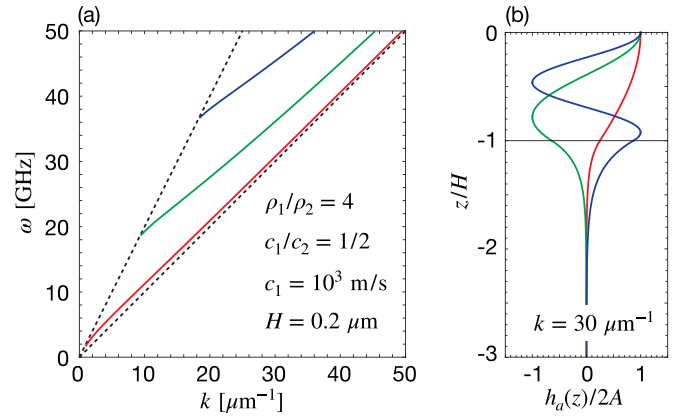 (a)
50
40
30
20
10
0
ω [GHz]
0
10
20
30
40
50
k [μm⁻¹]
ρ₁/ρ₂ = 4
c₁/c₂ = 1/2
c₁ = 10³ m/s
H = 0.2 μm
(b)
0
-1
-2
-3
z/H
k = 30 μm⁻¹
-1
0
1
hₐ(z)/2A